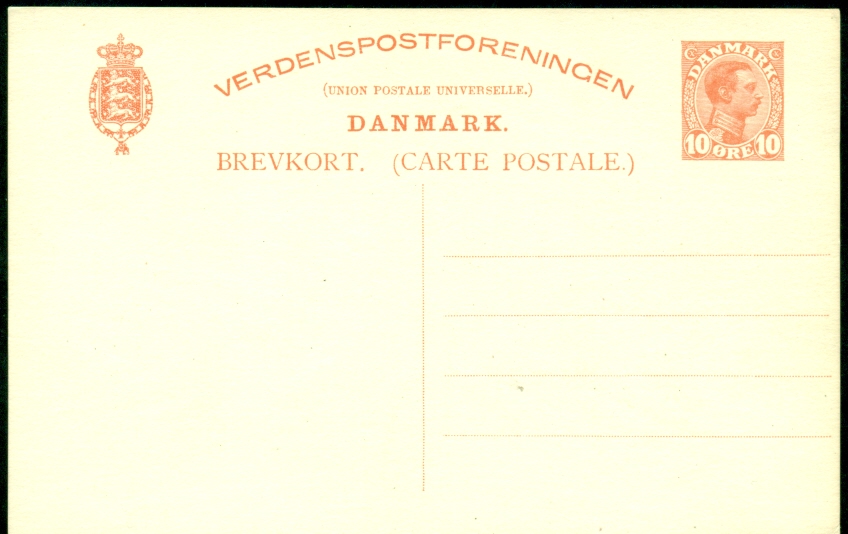 VERDENSPOSTFORENINGEN
(UNION POSTALE UNIVERSELLE.)
DANMARK.
BREVKORT. (CARTE POSTALE.)
DANMARK
10 ØRE 10